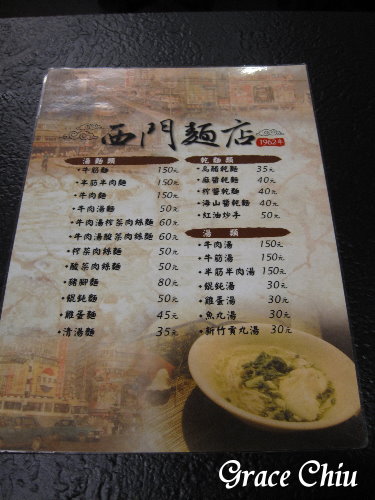 西門麵店 1962年
湯麵類
•牛筋麵 150元
•半筋半肉麵 150元
•牛肉麵 150元
•牛肉湯麵 50元
•牛肉湯榨菜肉絲麵 60元
•牛肉湯酸菜肉絲麵 60元
•榨菜肉絲麵 50元
•酸菜肉絲麵 50元
•豬腳麵 80元
•餛飩麵 50元
•雞蛋麵 45元
•清湯麵 35元
乾麵類
•烏醋乾麵 35元
•麻醬乾麵 40元
•榨醬乾麵 40元
•海山醬乾麵 40元
•紅油炒手 50元
湯類
•牛肉湯 150元
•牛筋湯 150元
•半筋半肉湯 150元
•餛飩湯 30元
•雞蛋湯 30元
•魚丸湯 30元
•新竹貢丸湯 30元
Grace Chiu